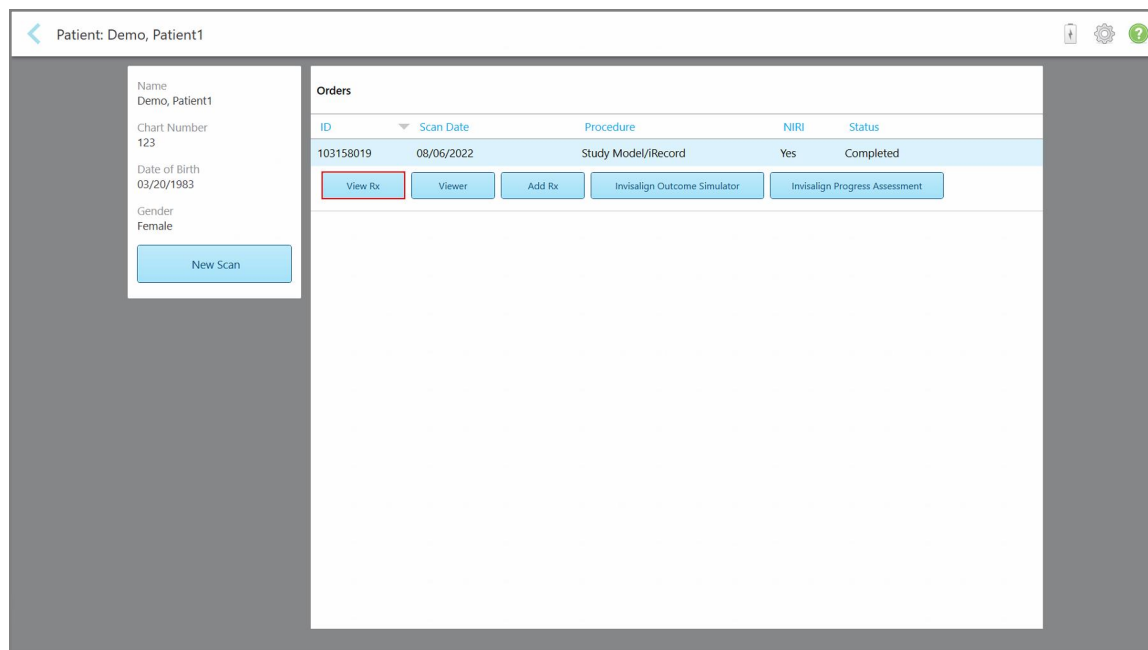 Patient: Demo, Patient1
?
Name
Demo, Patient1
Chart Number
123
Date of Birth
03/20/1983
Gender
Female
New Scan
Orders
ID Scan Date Procedure NIRI Status
103158019 08/06/2022 Study Model/iRecord Yes Completed
View Rx Viewer Add Rx Invisalign Outcome Simulator Invisalign Progress Assessment